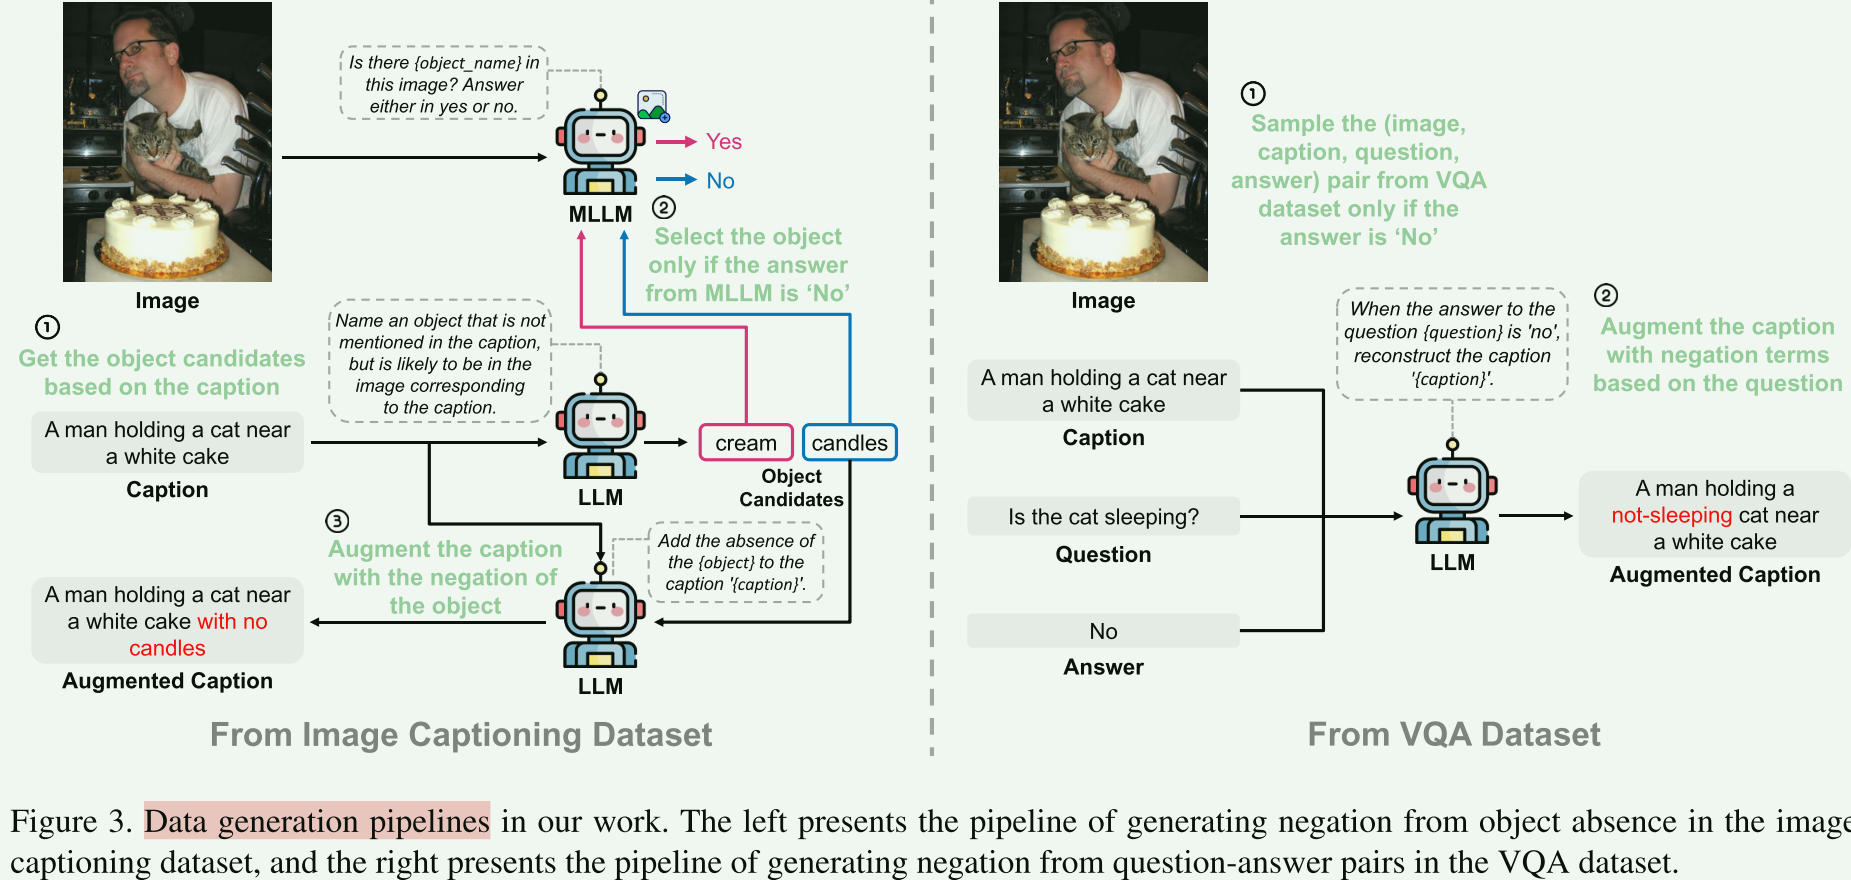 Is there {object_name} in
this image? Answer
either in yes or no.
Yes
No
MLLM
②
Select the object
only if the answer
from MLLM is ‘No’
Image
①
Get the object candidates
based on the caption
Name an object that is not
mentioned in the caption,
but is likely to be in the
image corresponding
to the caption.
A man holding a cat near
a white cake
Caption
LLM
cream
candles
Object
Candidates
③
Augment the caption
with the negation of
the object
Add the absence of
the {object} to the
caption '{caption}'.
A man holding a cat near
a white cake with no
candles
Augmented Caption
LLM
From Image Captioning Dataset
Image
①
Sample the (image,
caption, question,
answer) pair from VQA
dataset only if the
answer is ‘No’
When the answer to the
question {question} is 'no',
reconstruct the caption
'{caption}'.
②
Augment the caption
with negation terms
based on the question
A man holding a cat near
a white cake
Caption
Is the cat sleeping?
Question
No
Answer
LLM
A man holding a
not-sleeping cat near
a white cake
Augmented Caption
From VQA Dataset
Figure 3. Data generation pipelines in our work. The left presents the pipeline of generating negation from object absence in the image
captioning dataset, and the right presents the pipeline of generating negation from question-answer pairs in the VQA dataset.